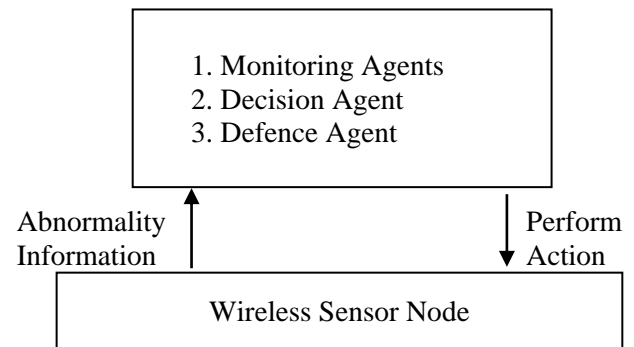 1. Monitoring Agents
2. Decision Agent
3. Defence Agent
Abnormality
Information
Perform
Action
Wireless Sensor Node